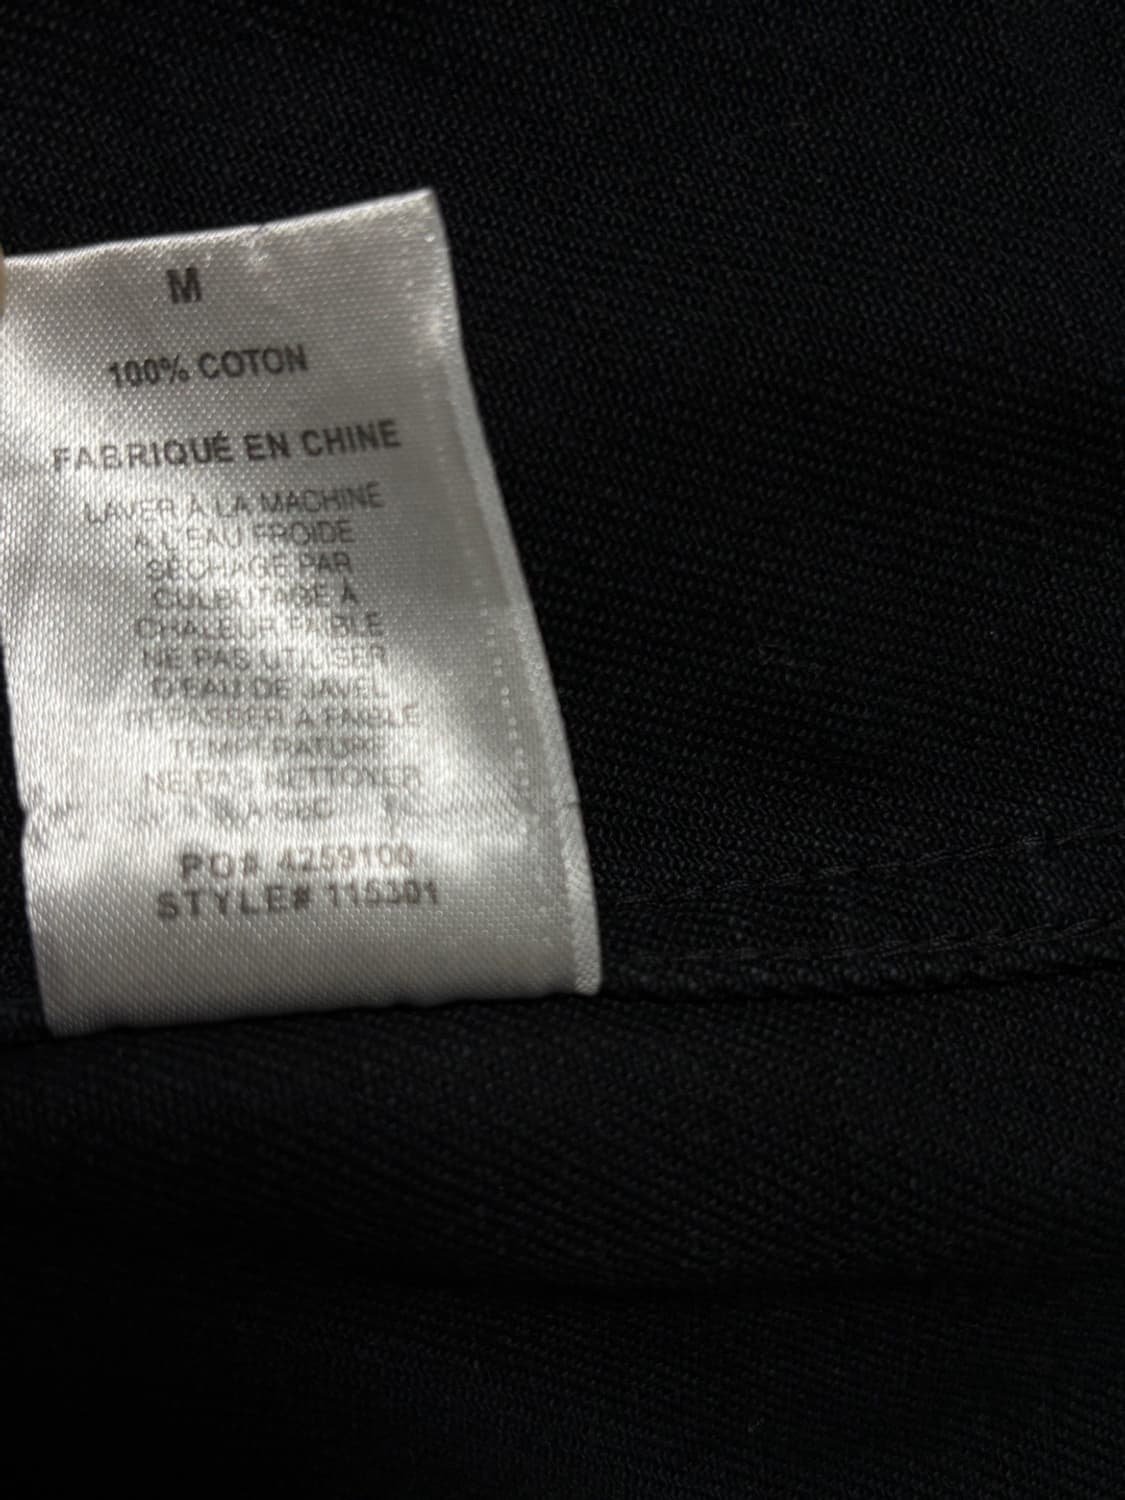 M
100% COTON
FABRIQUÉ EN CHINE
LAVER À LA MACHINE
À L'EAU FROIDE
SÉCHAGE PAR
CULBUTAGE À
CHALEUR FAIBLE
NE PAS UTILISER
D'EAU DE JAVEL
REPASSER À FAIBLE
TEMPÉRATURE
NE PAS NETTOYER
À SEC
PO# 4259100
STYLE# 115301